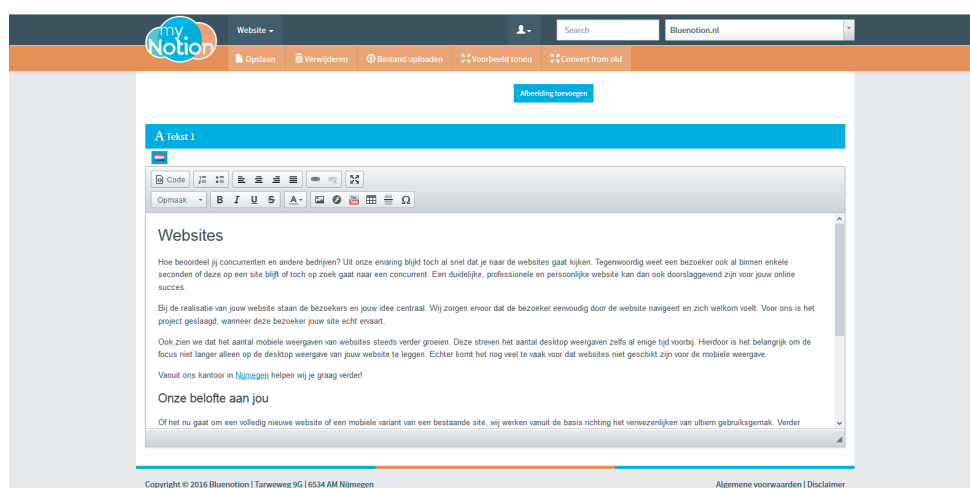 my
Notion
Website
Search
Bluenotion.nl
Opslaan
Verwijderen
Bestand uploaden
Voorbeeld tonen
Convert from old
Afbeelding toevoegen
A Tekst 1
Code
Opmaak
B I U S A Ω
Websites
Hoe beoordeel jij concurrenten en andere bedrijven? Uit onze ervaring blijkt toch al snel dat je naar de websites gaat kijken. Tegenwoordig weet een bezoeker ook al binnen enkele
seconden of deze op een site blijft of toch op zoek gaat naar een concurrent. Een duidelijke, professionele en persoonlijke website kan dan ook doorslaggevend zijn voor jouw online
succes.
Bij de realisatie van jouw website staan de bezoekers en jouw idee centraal. Wij zorgen ervoor dat de bezoeker eenvoudig door de website navigeert en zich welkom voelt. Voor ons is het
project geslaagd, wanneer deze bezoeker jouw site echt ervaart.
Ook zien we dat het aantal mobiele weergaven van websites steeds verder groeien. Deze streven het aantal desktop weergaven zelfs al enige tijd voorbij. Hierdoor is het belangrijk om de
focus niet langer alleen op de desktop weergave van jouw website te leggen. Echter komt het nog veel te vaak voor dat websites niet geschikt zijn voor de mobiele weergave.
Vanuit ons kantoor in Nijmegen helpen wij je graag verder!
Onze belofte aan jou
Of het nu gaat om een volledig nieuwe website of een mobiele variant van een bestaande site, wij werken vanuit de basis richting het verwezenlijken van ultiem gebruiksgemak. Verder
Copyright © 2016 Bluenotion | Tarweweg 9G | 6534 AM Nijmegen
Algemene voorwaarden | Disclaimer